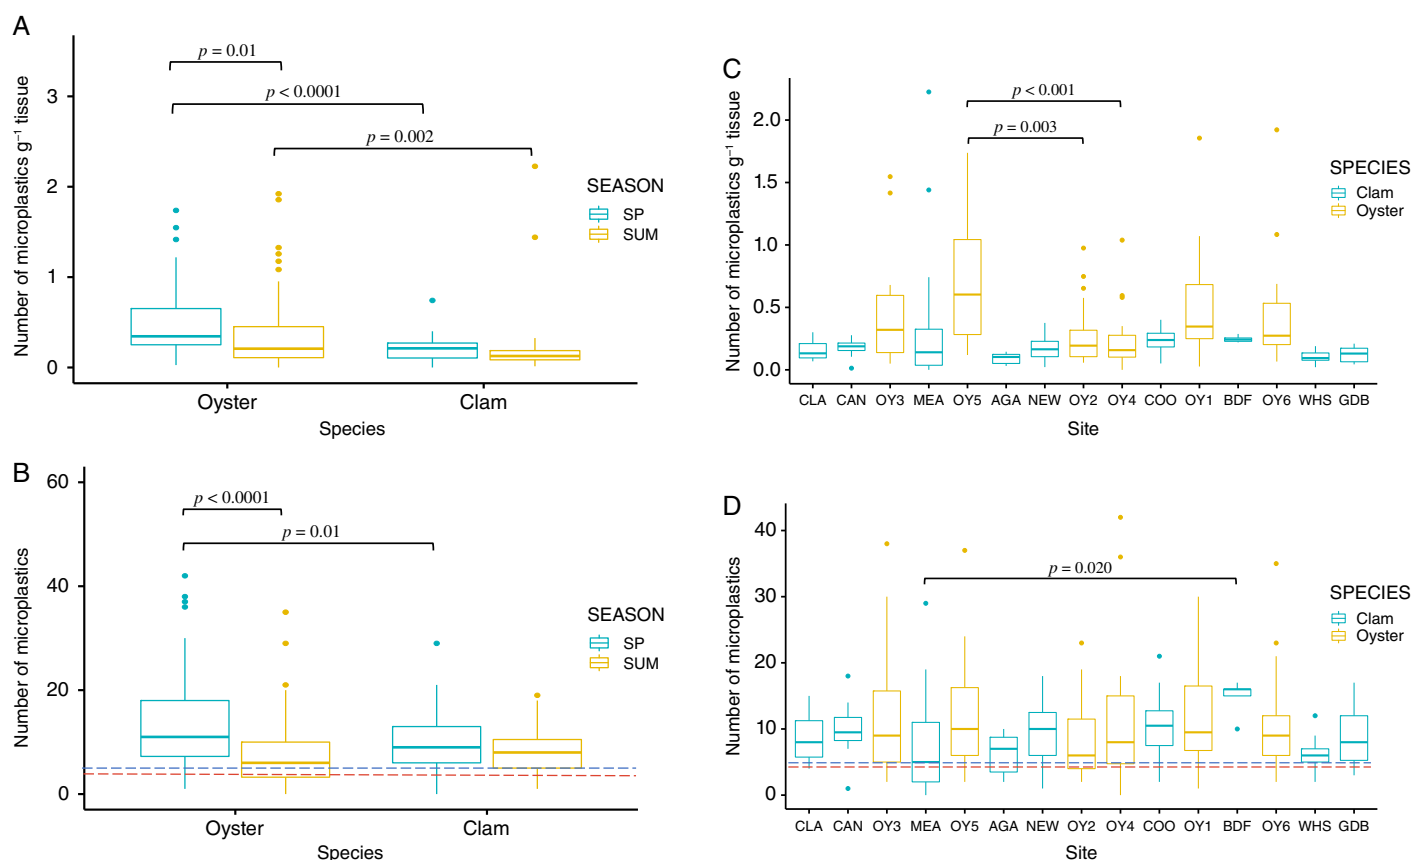 A
Number of microplastics g⁻¹ tissue
3
2
1
0
p = 0.01
p < 0.0001
p = 0.002
SEASON
SP
SUM
Oyster Clam
Species
B
Number of microplastics
60
40
20
0
p < 0.0001
p = 0.01
SEASON
SP
SUM
Oyster Clam
Species
C
Number of microplastics g⁻¹ tissue
2.0
1.5
1.0
0.5
0.0
p < 0.001
p = 0.003
SPECIES
Clam
Oyster
CLA CAN OY3 MEA OY5 AGA NEW OY2 OY4 COO OY1 BDF OY6 WHS GDB
Site
D
Number of microplastics
40
30
20
10
0
p = 0.020
SPECIES
Clam
Oyster
CLA CAN OY3 MEA OY5 AGA NEW OY2 OY4 COO OY1 BDF OY6 WHS GDB
Site